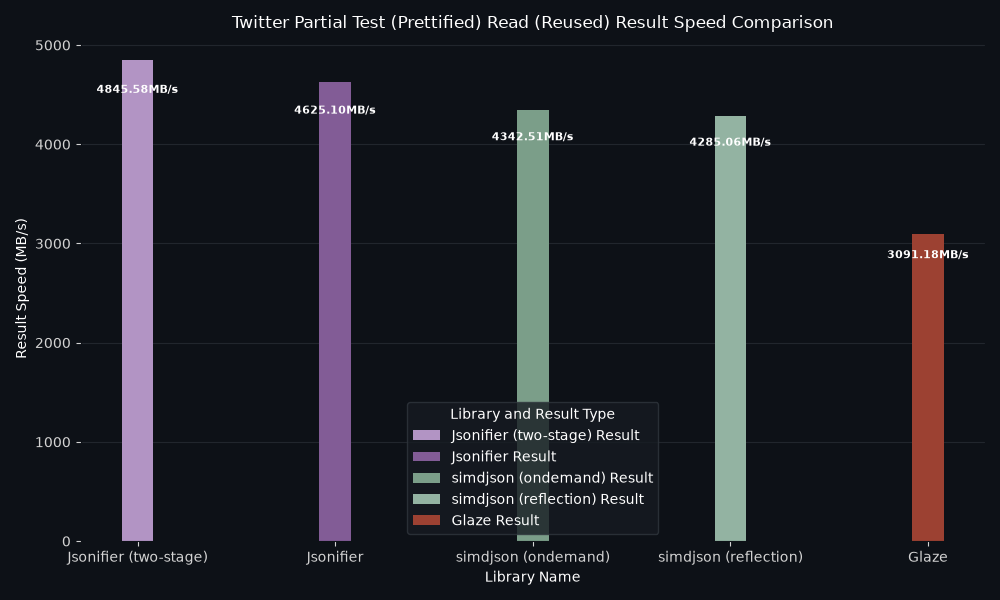 Twitter Partial Test (Prettified) Read (Reused) Result Speed Comparison
5000
4000
3000
2000
1000
0
Result Speed (MB/s)
4845.58MB/s
4625.10MB/s
4342.51MB/s
4285.06MB/s
3091.18MB/s
Library and Result Type
Jsonifier (two-stage) Result
Jsonifier Result
simdjson (ondemand) Result
simdjson (reflection) Result
Glaze Result
Jsonifier (two-stage)
Jsonifier
simdjson (ondemand)
simdjson (reflection)
Glaze
Library Name